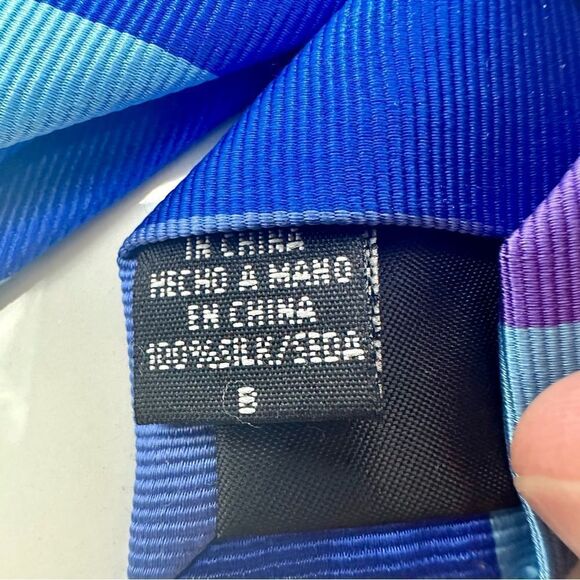 IN CHINA
HECHO A MANO
EN CHINA
100%SILK/SEDA
8